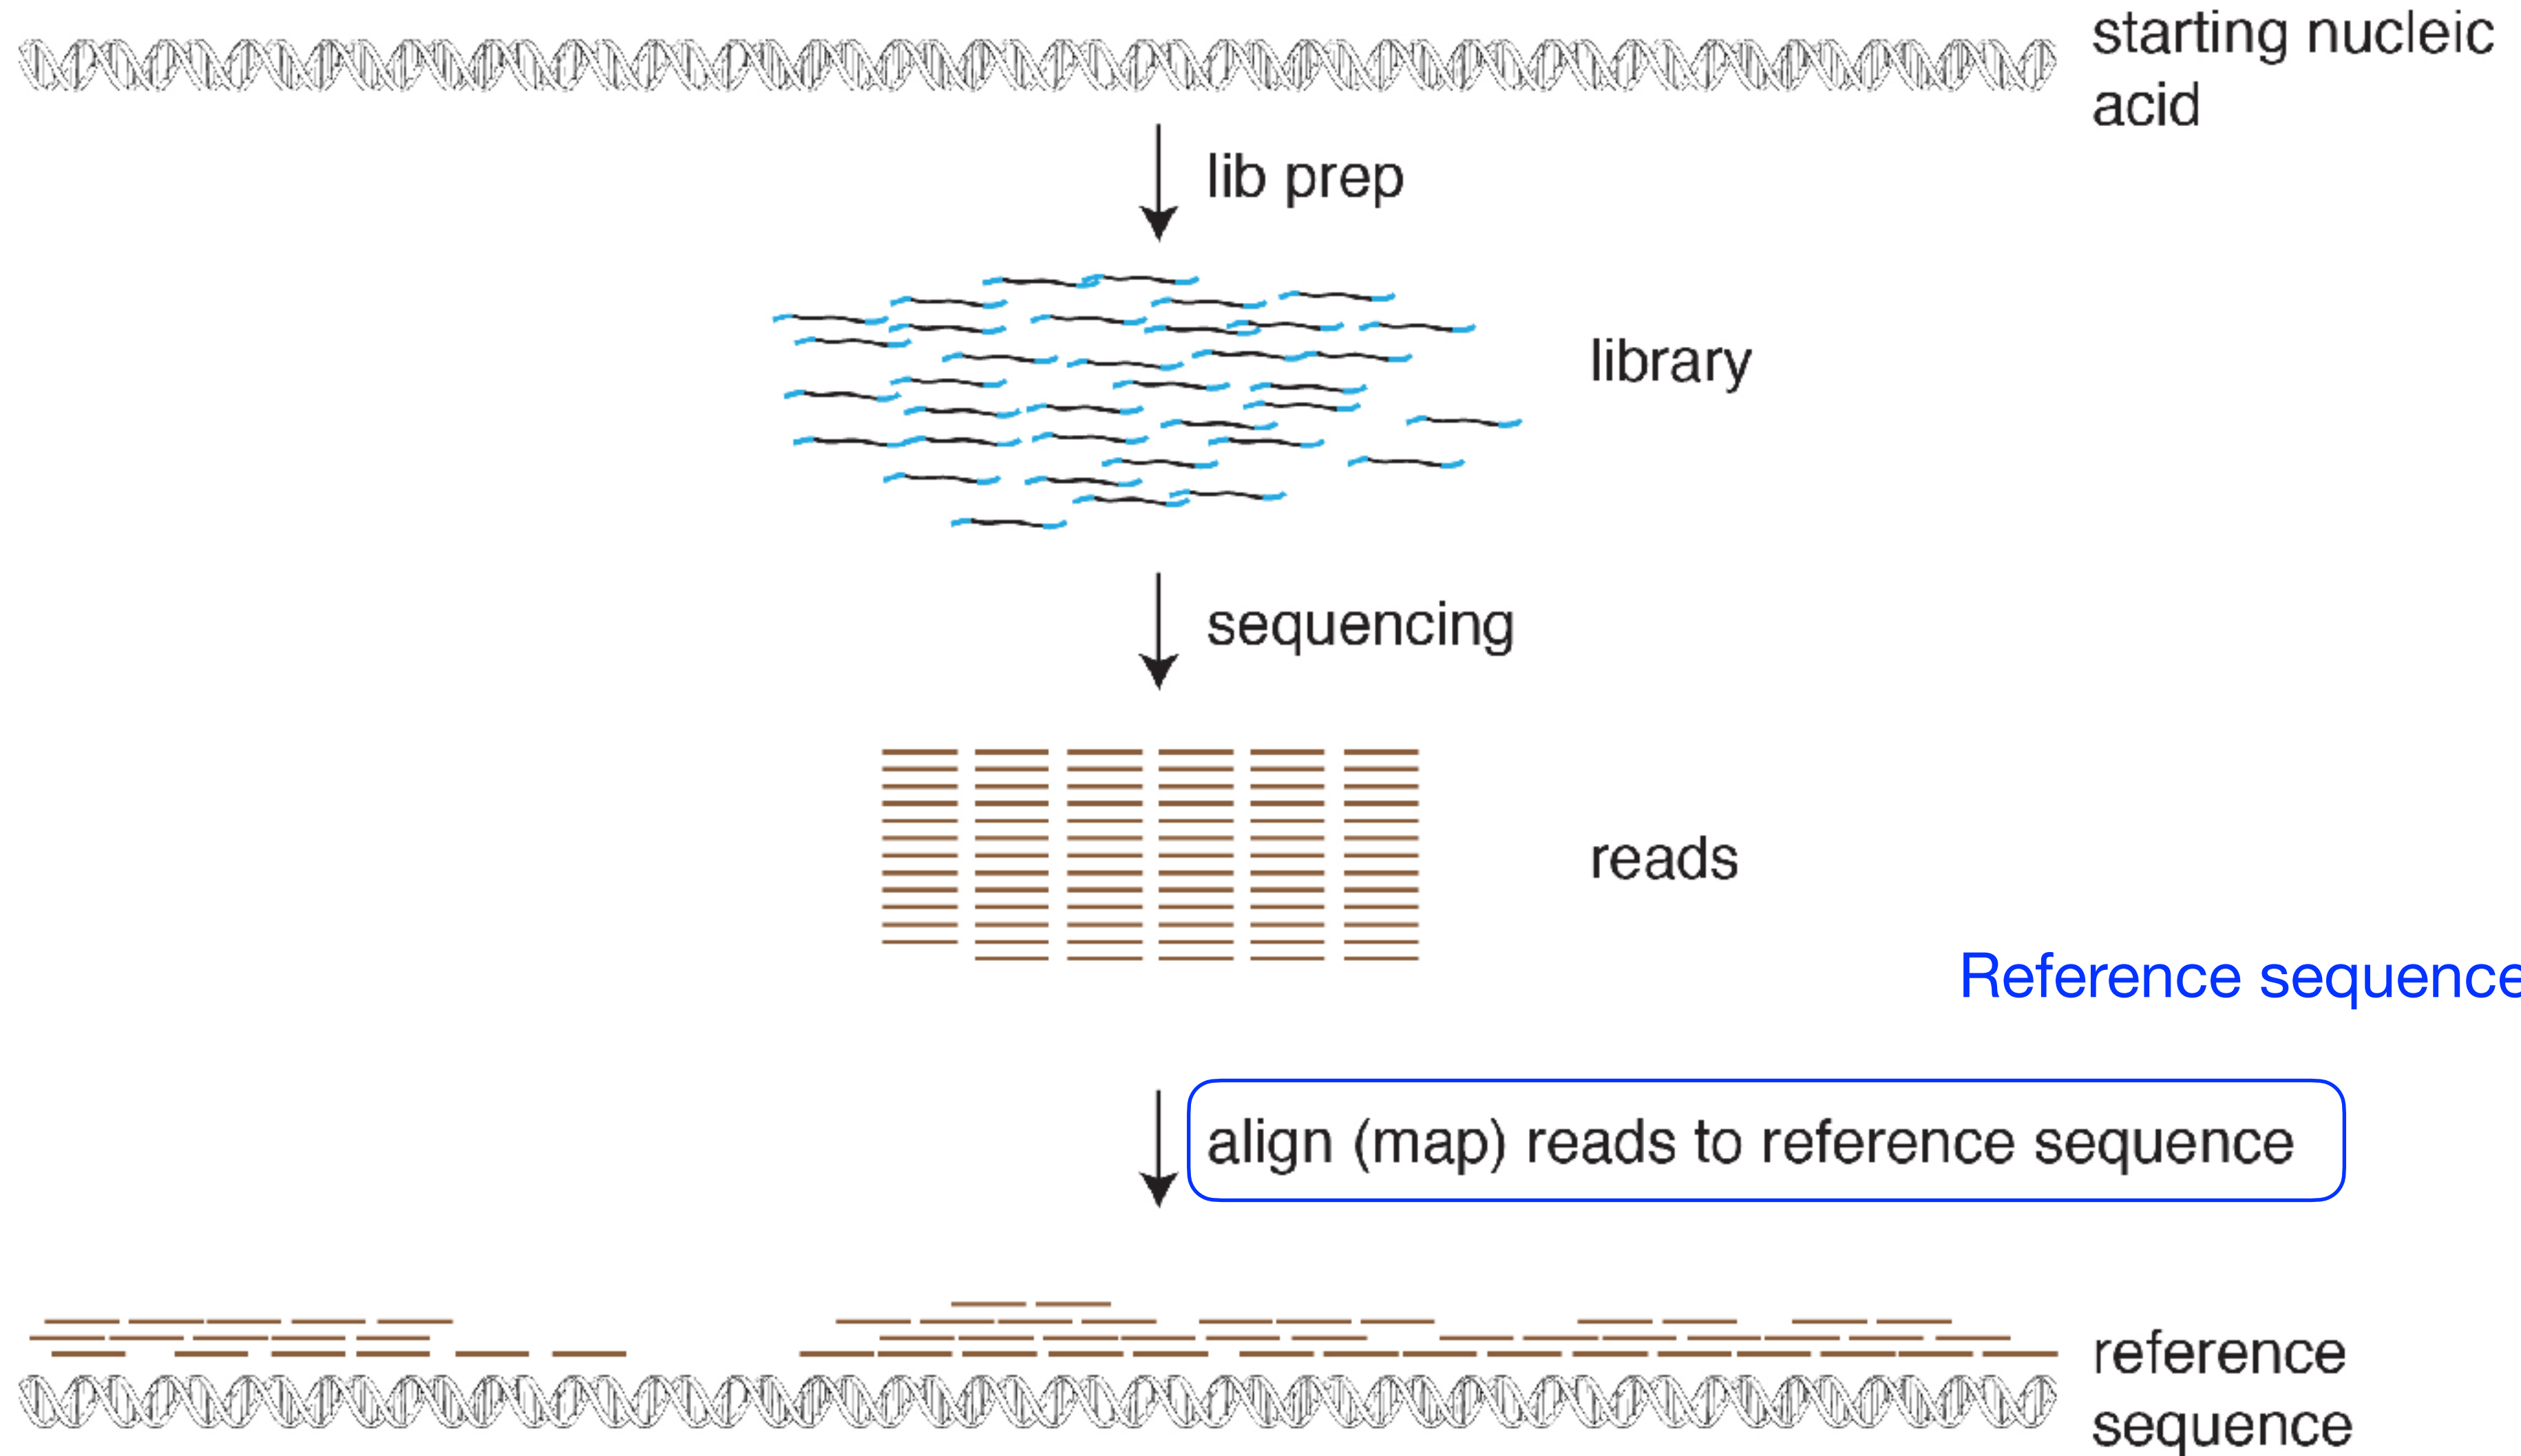 starting nucleic
acid
lib prep
library
sequencing
reads
Reference sequence
align (map) reads to reference sequence
reference
sequence